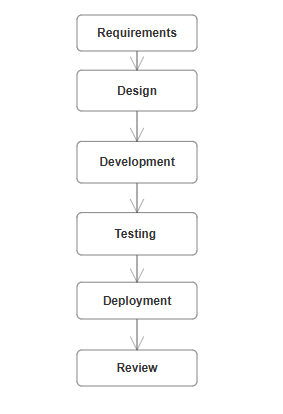 Requirements
Design
Development
Testing
Deployment
Review